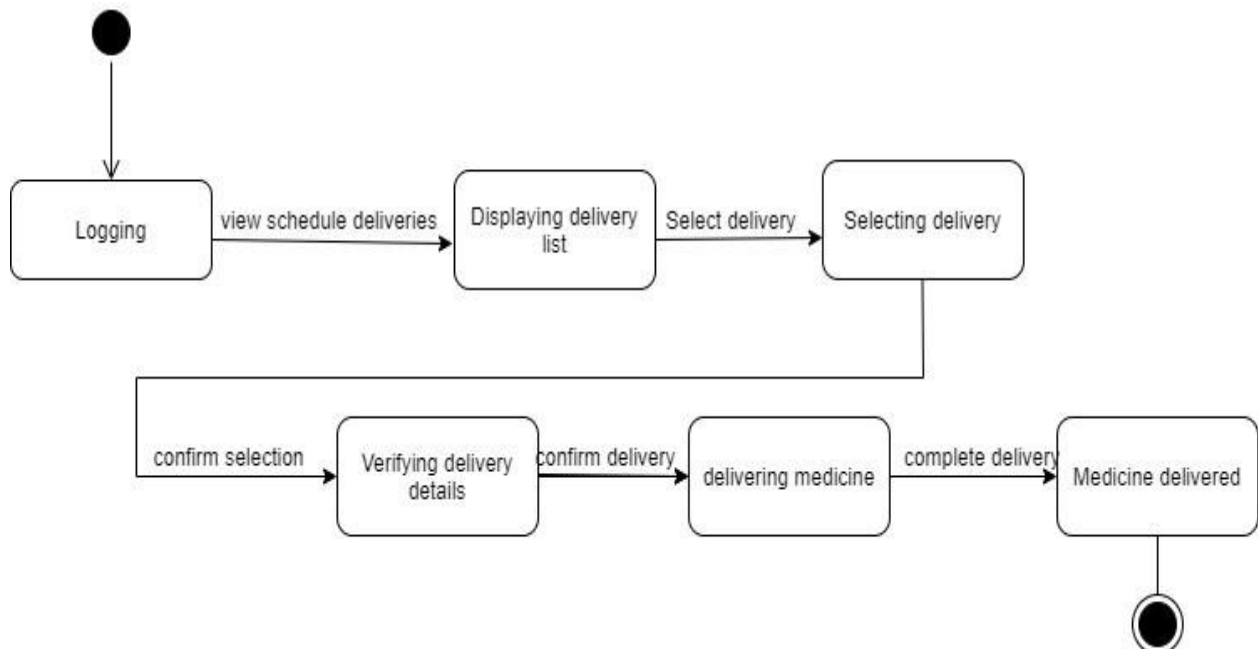 Logging
view schedule deliveries
Displaying delivery
list
Select delivery
Selecting delivery
confirm selection
Verifying delivery
details
confirm delivery
delivering medicine
complete delivery
Medicine delivered